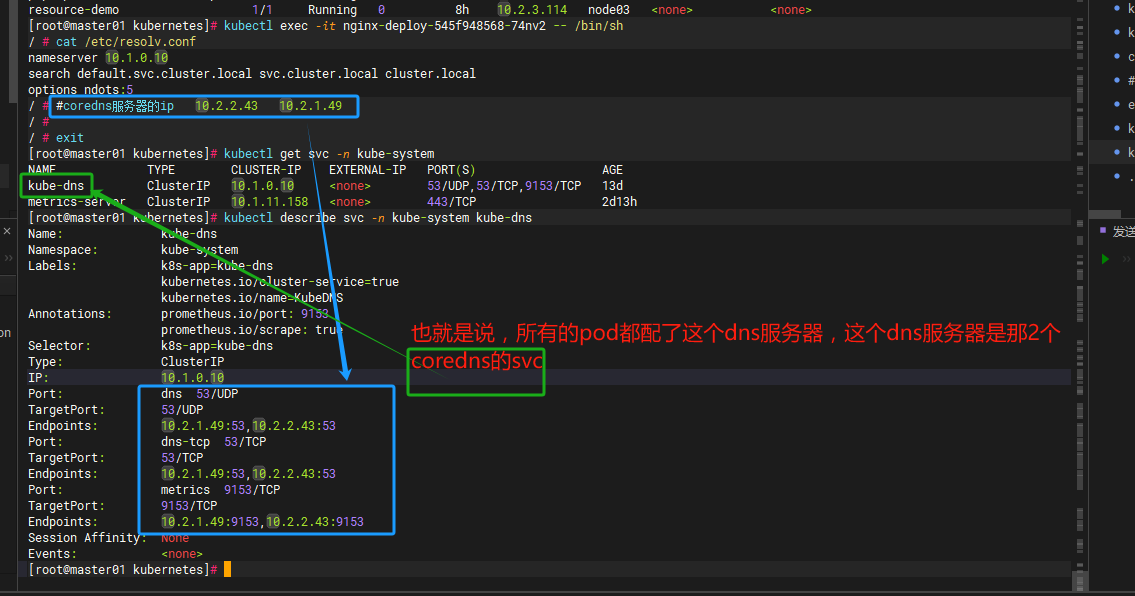 resource-demo 1/1 Running 0 8h 10.2.3.114 node03 <none> <none>
[root@master01 kubernetes]# kubectl exec -it nginx-deploy-545f948568-74nv2 -- /bin/sh
/ # cat /etc/resolv.conf
nameserver 10.1.0.10
search default.svc.cluster.local svc.cluster.local cluster.local
options ndots:5
/ # #coredns服务器的ip 10.2.2.43 10.2.1.49
/ #
/ # exit
[root@master01 kubernetes]# kubectl get svc -n kube-system
NAME TYPE CLUSTER-IP EXTERNAL-IP PORT(S) AGE
kube-dns ClusterIP 10.1.0.10 <none> 53/UDP,53/TCP,9153/TCP 13d
metrics-server ClusterIP 10.1.11.158 <none> 443/TCP 2d13h
[root@master01 kubernetes]# kubectl describe svc -n kube-system kube-dns
Name: kube-dns
Namespace: kube-system
Labels: k8s-app=kube-dns
kubernetes.io/cluster-service=true
kubernetes.io/name=KubeDNS
Annotations: prometheus.io/port: 9153
prometheus.io/scrape: true
Selector: k8s-app=kube-dns
Type: ClusterIP
IP: 10.1.0.10
Port: dns 53/UDP
TargetPort: 53/UDP
Endpoints: 10.2.1.49:53,10.2.2.43:53
Port: dns-tcp 53/TCP
TargetPort: 53/TCP
Endpoints: 10.2.1.49:53,10.2.2.43:53
Port: metrics 9153/TCP
TargetPort: 9153/TCP
Endpoints: 10.2.1.49:9153,10.2.2.43:9153
Session Affinity: None
Events: <none>
[root@master01 kubernetes]#
也就是说，所有的pod都配了这个dns服务器，这个dns服务器是那2个
coredns的svc
k
k
c
#
e
k
k
.
发送
on